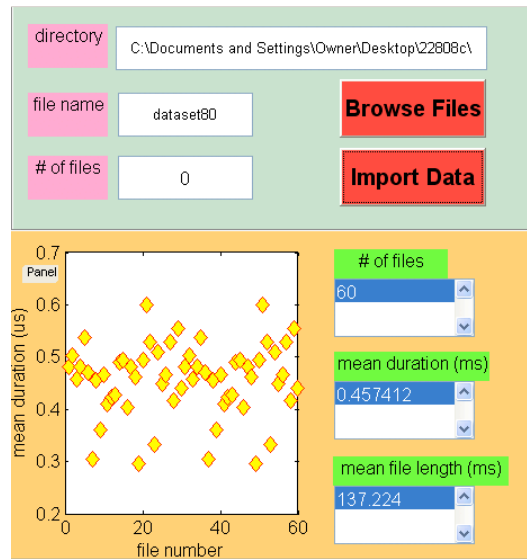 directory
C:\Documents and Settings\Owner\Desktop\22808c\
file name
dataset80
Browse Files
# of files
0
Import Data
0.7
Panel
0.6
0.5
0.4
0.3
0.2
mean duration (us)
0
20
40
60
file number
# of files
60
mean duration (ms)
0.457412
mean file length (ms)
137.224